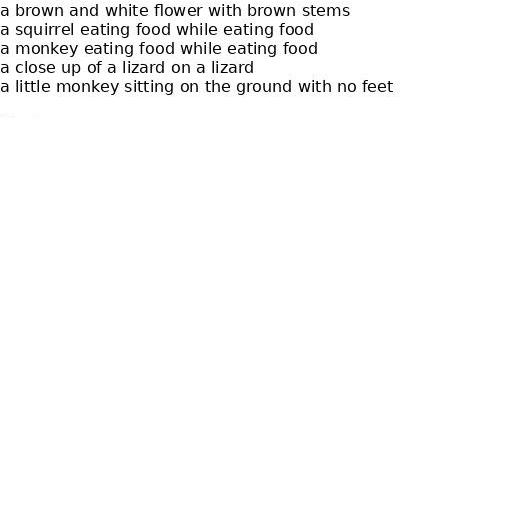 a brown and white flower with brown stems
a squirrel eating food while eating food
a monkey eating food while eating food
a close up of a lizard on a lizard
a little monkey sitting on the ground with no feet